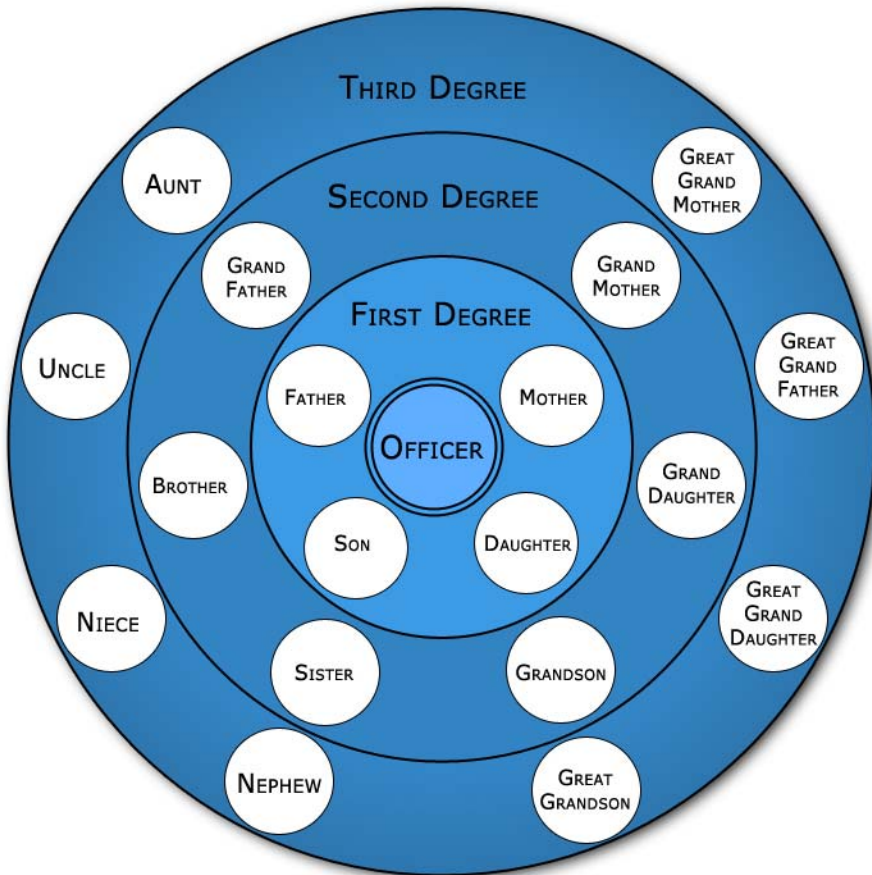 Third Degree
Aunt
Great
Grand
Mother
Second Degree
Grand
Father
Grand
Mother
First Degree
Uncle
Great
Grand
Father
Father
Mother
Officer
Brother
Grand
Daughter
Son
Daughter
Niece
Great
Grand
Daughter
Sister
Grandson
Nephew
Great
Grandson